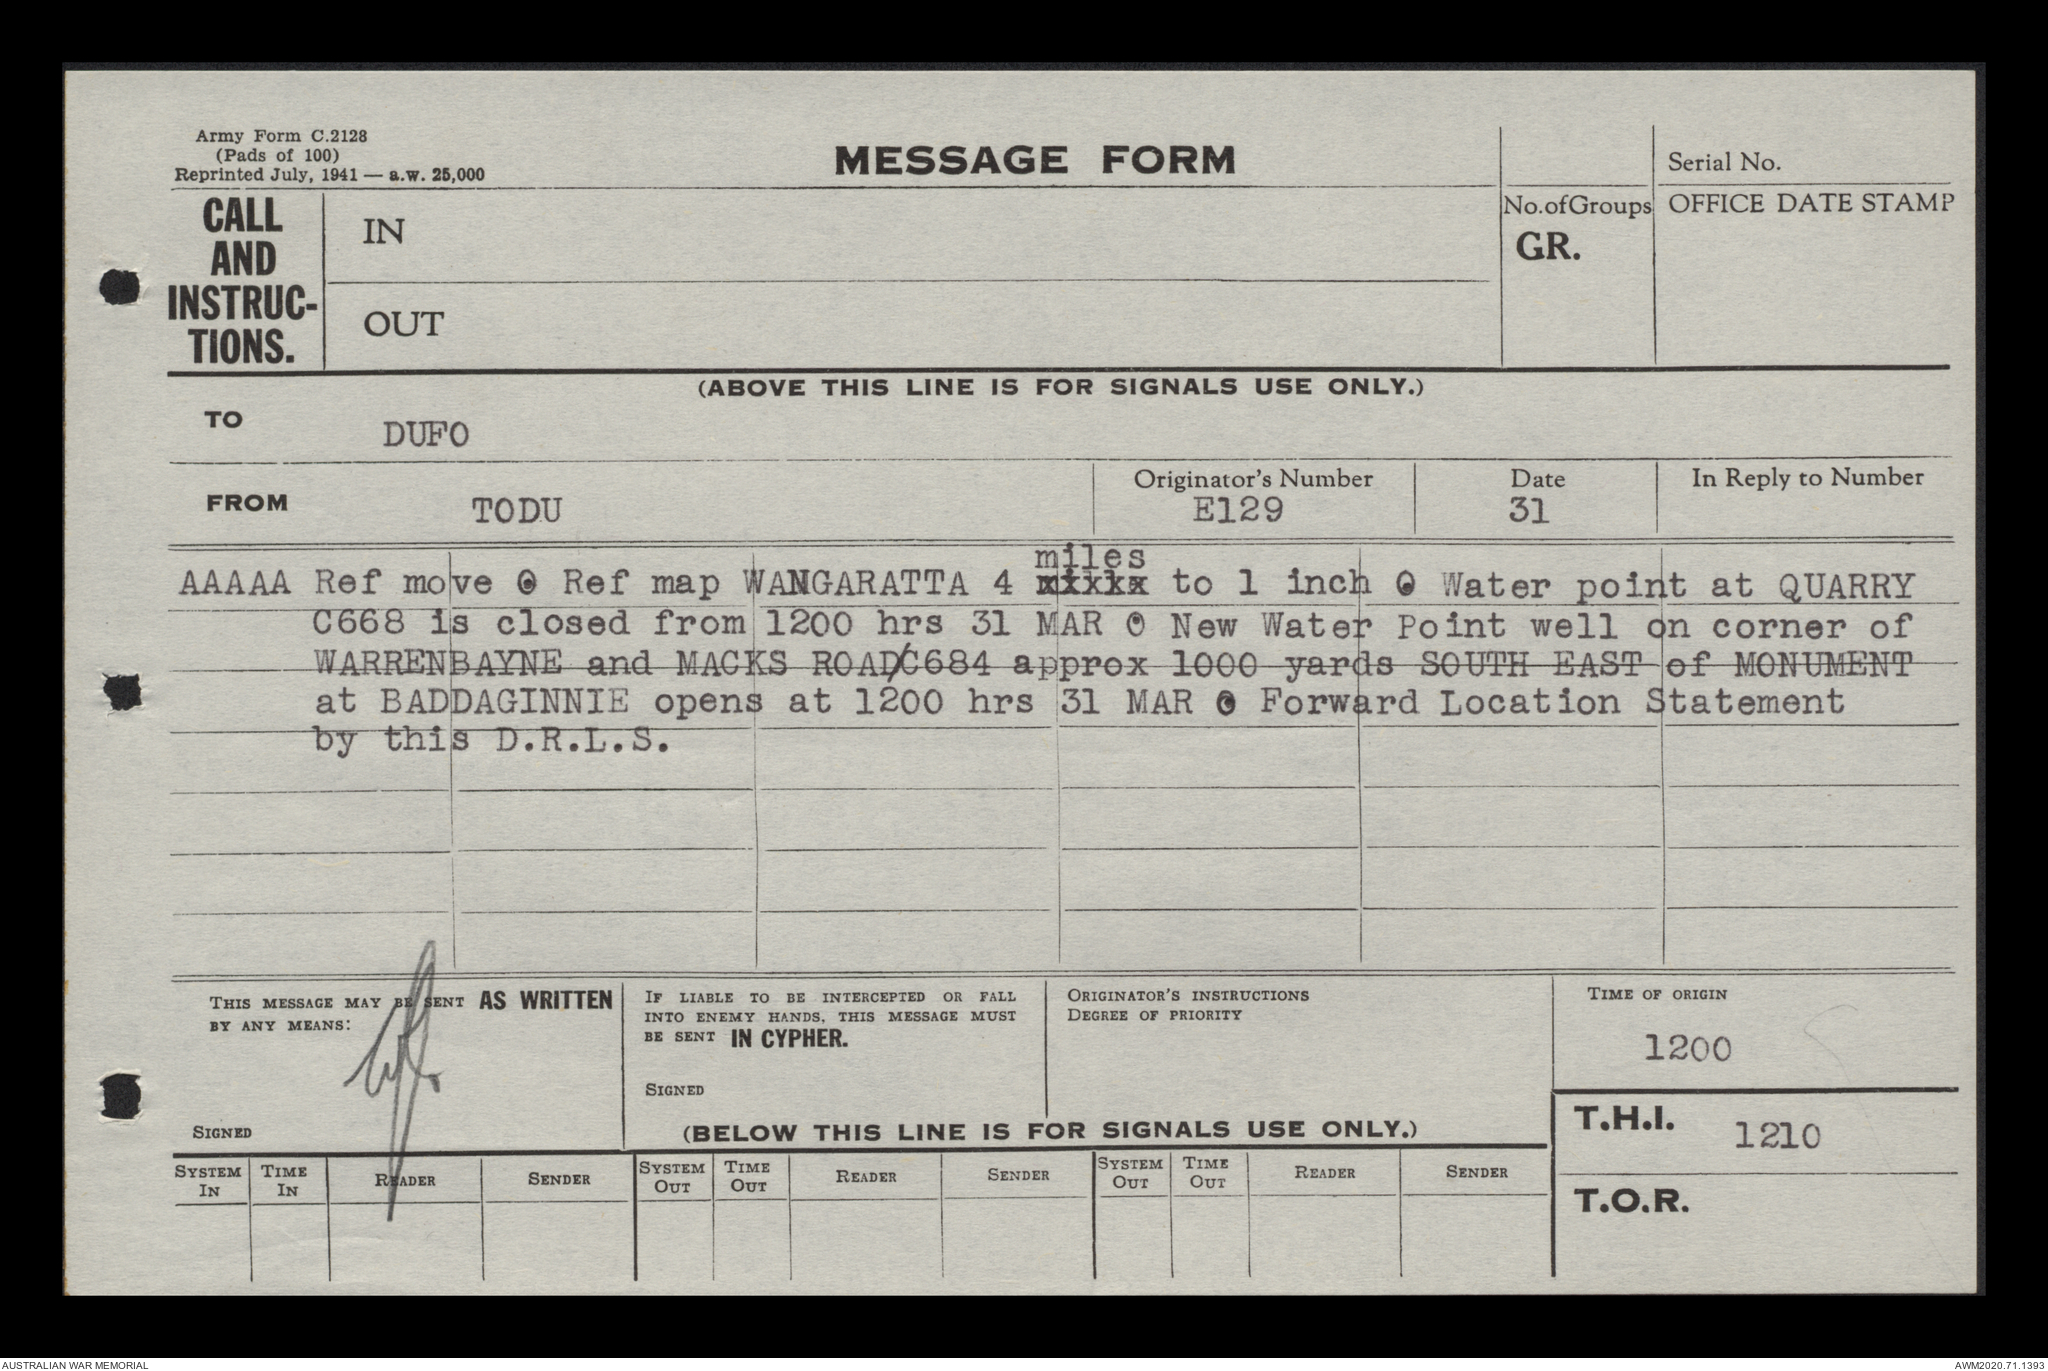 Army Form C.2128
(Pads of 100)
Reprinted July, 1941 — a.w. 25,000
MESSAGE FORM
Serial No.
CALL
AND
INSTRUC-
TIONS.
IN
OUT
No. of Groups
GR.
OFFICE DATE STAMP
(ABOVE THIS LINE IS FOR SIGNALS USE ONLY.)
TO
DUFO
FROM
TODU
Originator's Number
E129
Date
31
In Reply to Number
miles
AAAAA Ref move O Ref map WANGARATTA 4 xxxxx to 1 inch O Water point at QUARRY
C668 is closed from 1200 hrs 31 MAR O New Water Point well on corner of
WARRENBAYNE and MACKS ROAD/C684 approx 1000 yards SOUTH EAST of MONUMENT
at BADDAGINNIE opens at 1200 hrs 31 MAR O Forward Location Statement
by this D.R.L.S.
THIS MESSAGE MAY BE SENT AS WRITTEN
BY ANY MEANS:
SIGNED
IF LIABLE TO BE INTERCEPTED OR FALL
INTO ENEMY HANDS, THIS MESSAGE MUST
BE SENT IN CYPHER.
SIGNED
ORIGINATOR'S INSTRUCTIONS
DEGREE OF PRIORITY
TIME OF ORIGIN
1200
(BELOW THIS LINE IS FOR SIGNALS USE ONLY.)
T.H.I. 1210
T.O.R.
SYSTEM IN
TIME IN
READER
SENDER
SYSTEM OUT
TIME OUT
READER
SENDER
SYSTEM OUT
TIME OUT
READER
SENDER
AUSTRALIAN WAR MEMORIAL
AWM2020.71.1393